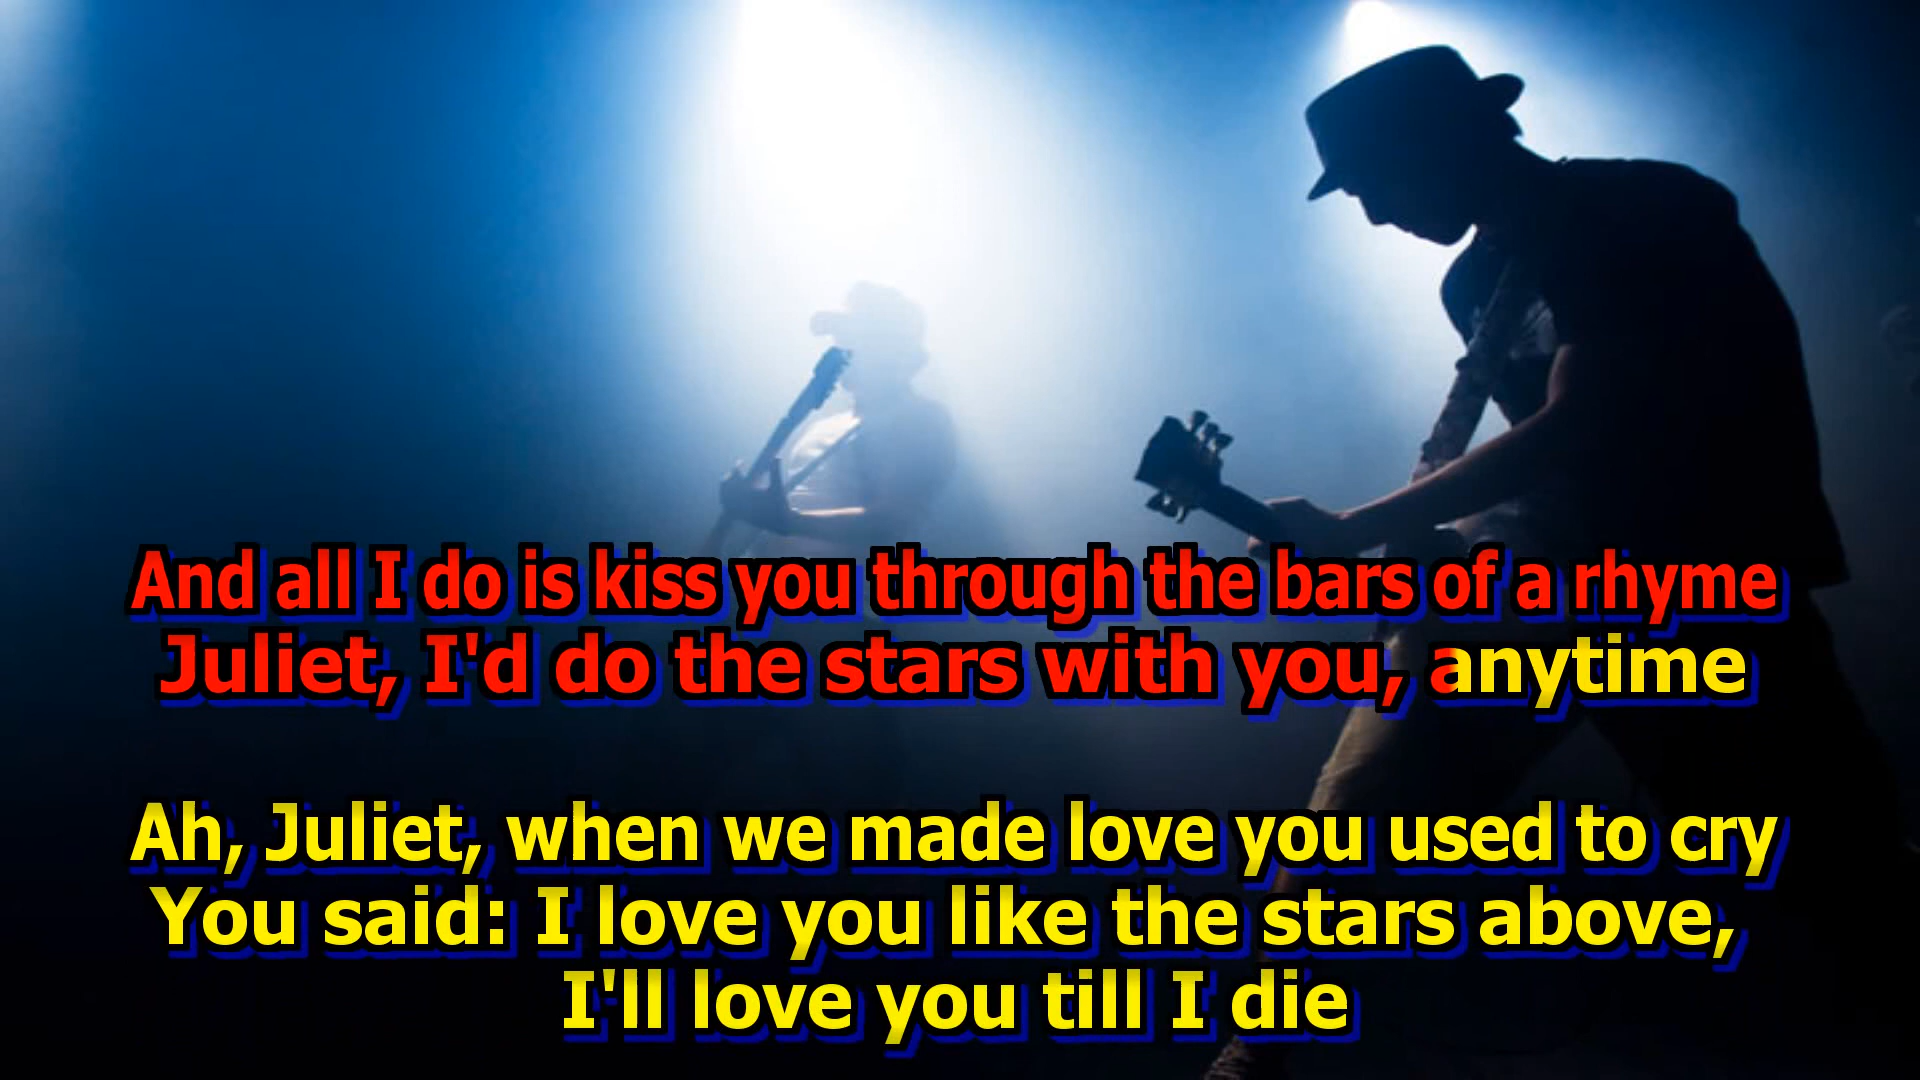 And all I do is kiss you through the bars of a rhyme
Juliet, I'd do the stars with you, anytime
Ah, Juliet, when we made love you used to cry
You said: I love you like the stars above,
I'll love you till I die